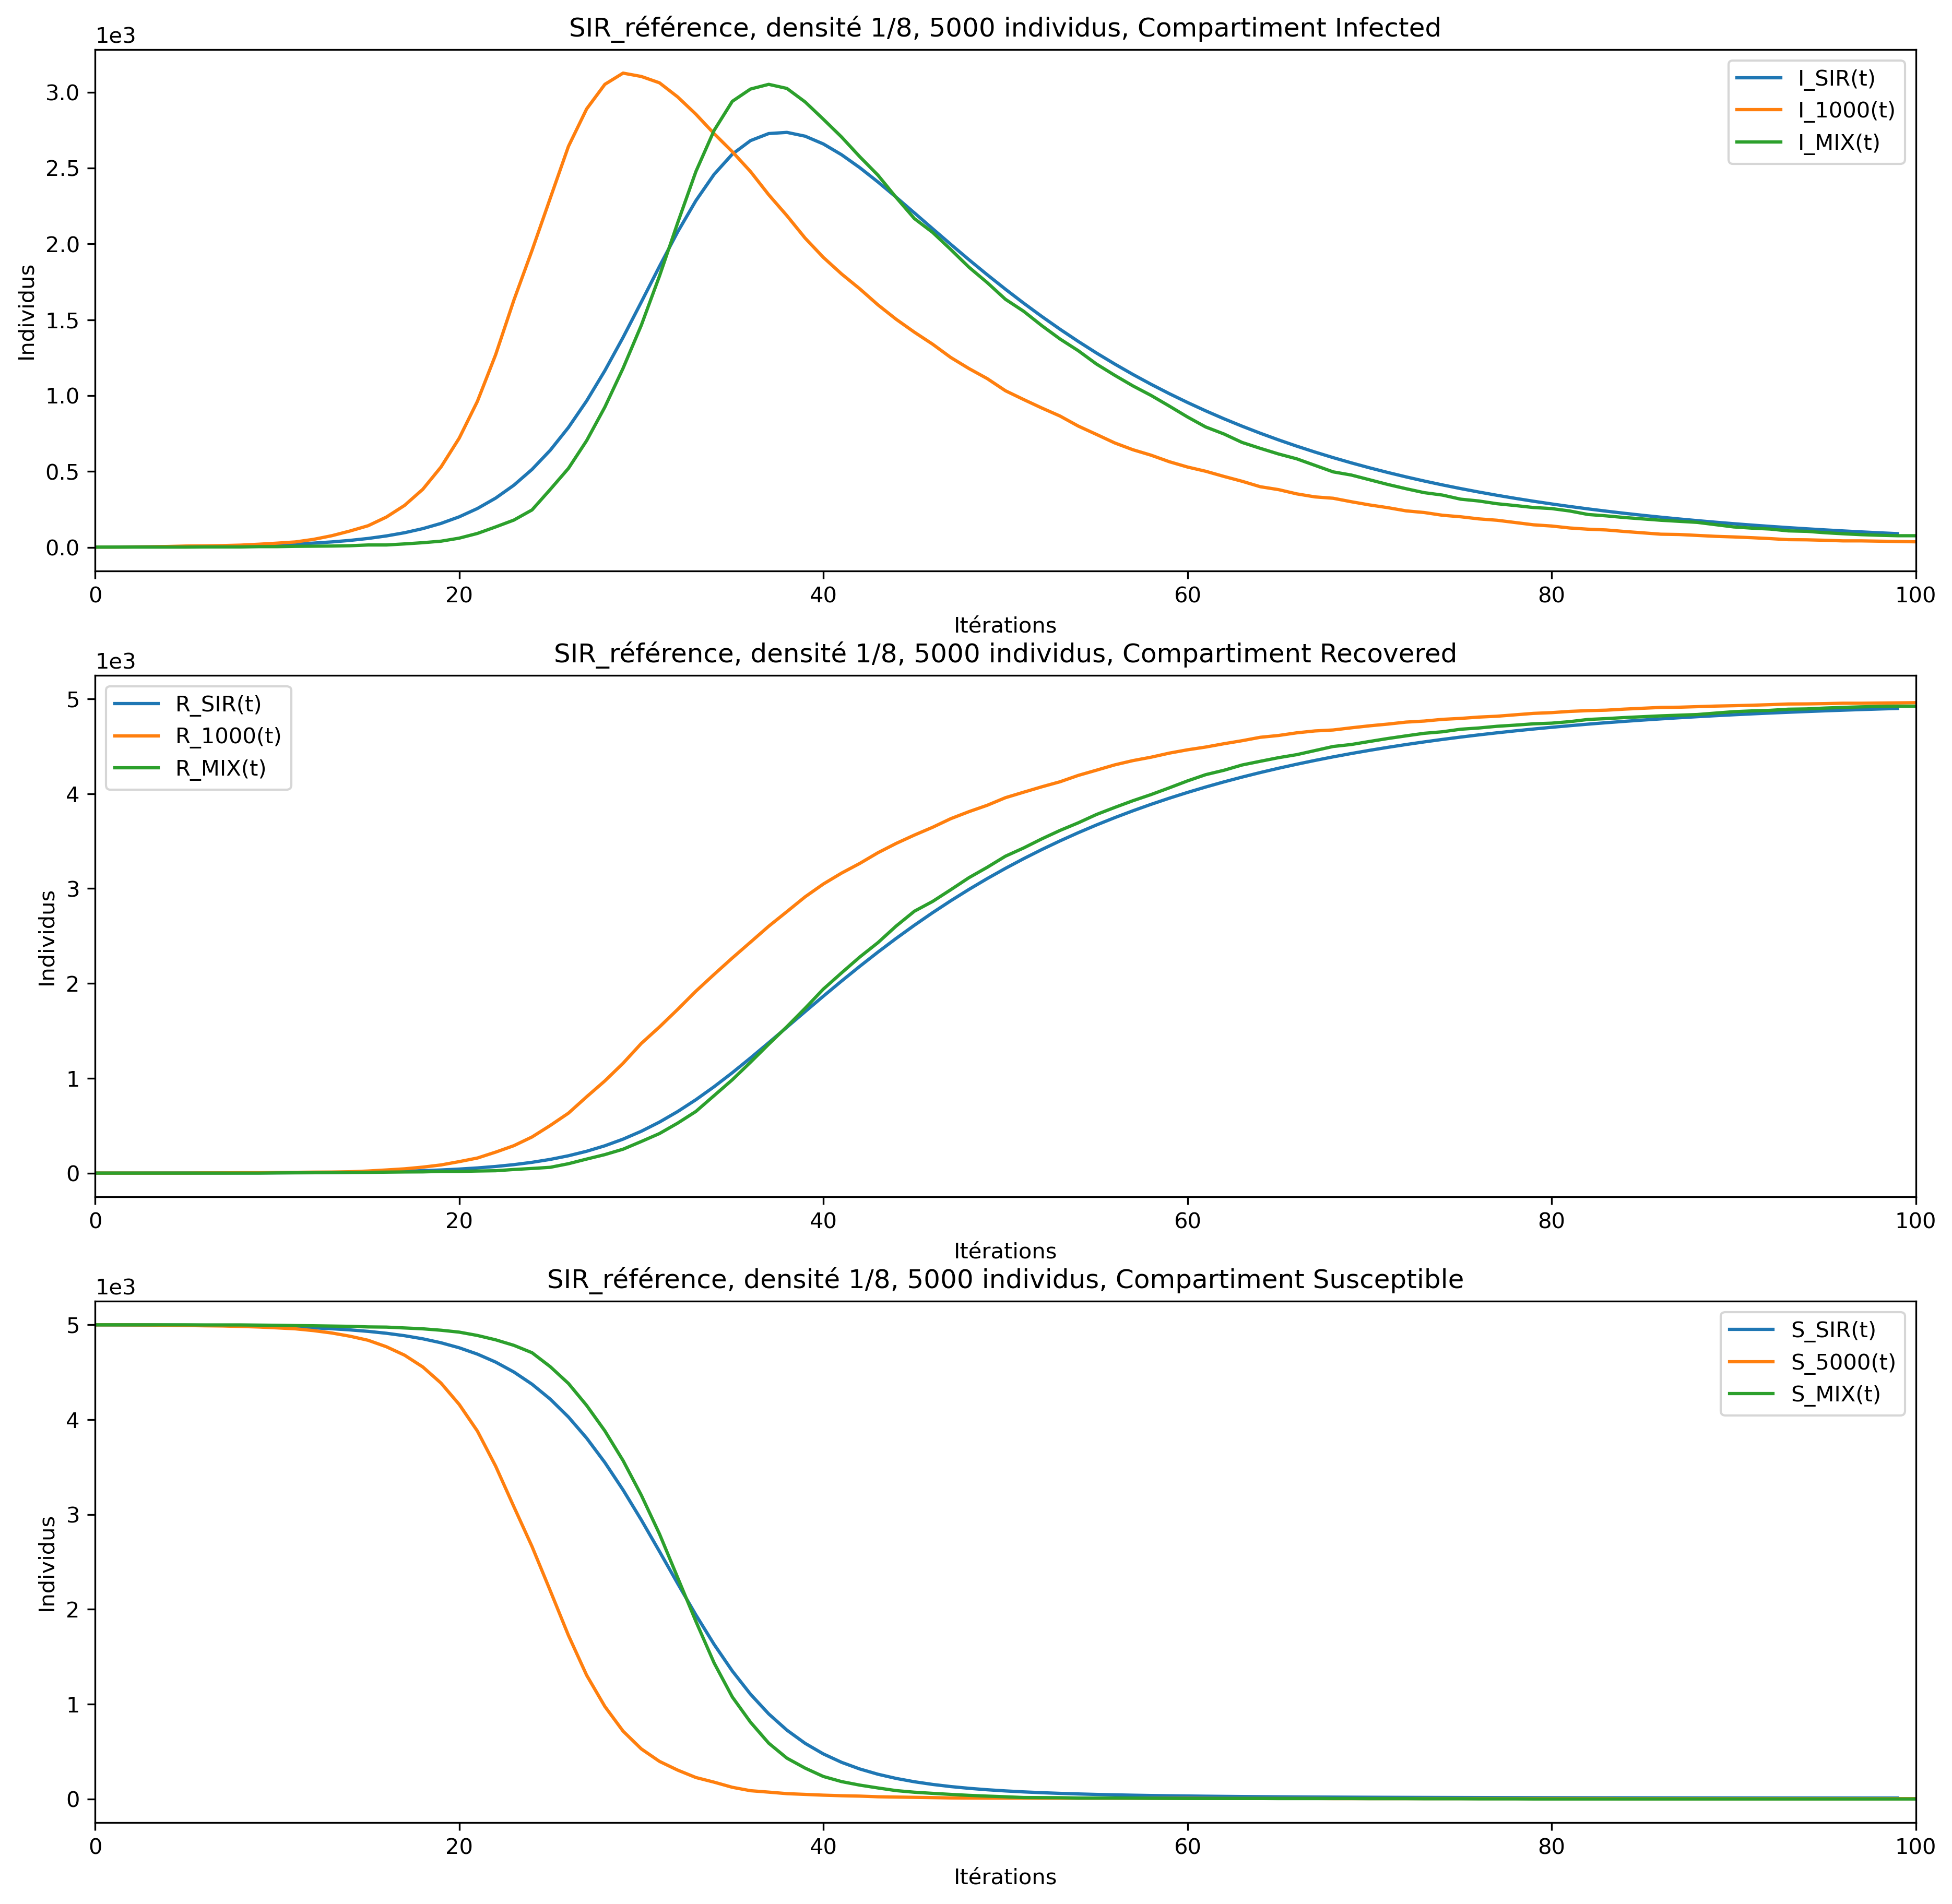 SIR_référence, densité 1/8, 5000 individus, Compartiment Infected
1e3
3.0
2.5
2.0
1.5
1.0
0.5
0.0
Individus
I_SIR(t)
I_1000(t)
I_MIX(t)
0 20 40 60 80 100
Itérations
SIR_référence, densité 1/8, 5000 individus, Compartiment Recovered
1e3
5
4
3
2
1
0
Individus
R_SIR(t)
R_1000(t)
R_MIX(t)
0 20 40 60 80 100
Itérations
SIR_référence, densité 1/8, 5000 individus, Compartiment Susceptible
1e3
5
4
3
2
1
0
Individus
S_SIR(t)
S_5000(t)
S_MIX(t)
0 20 40 60 80 100
Itérations